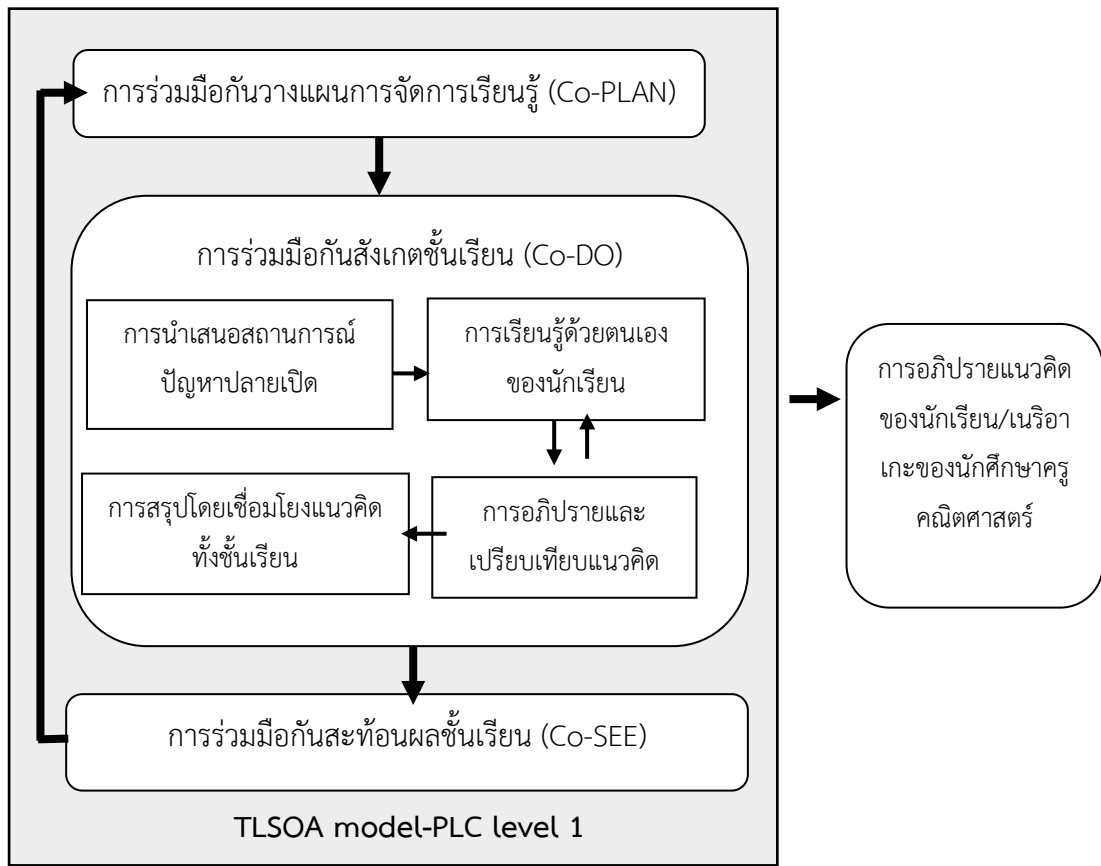 การร่วมมือกันวางแผนการจัดการเรียนรู้ (Co-PLAN)
การร่วมมือกันสังเกตชั้นเรียน (Co-DO)
การนำเสนอสถานการณ์
ปัญหาปลายเปิด
การเรียนรู้ด้วยตนเอง
ของนักเรียน
การสรุปโดยเชื่อมโยงแนวคิด
ทั้งชั้นเรียน
การอภิปรายและ
เปรียบเทียบแนวคิด
การร่วมมือกันสะท้อนผลชั้นเรียน (Co-SEE)
TLSOA model-PLC level 1
การอภิปรายแนวคิด
ของนักเรียน/เนริอา
เกะของนักศึกษาครู
คณิตศาสตร์